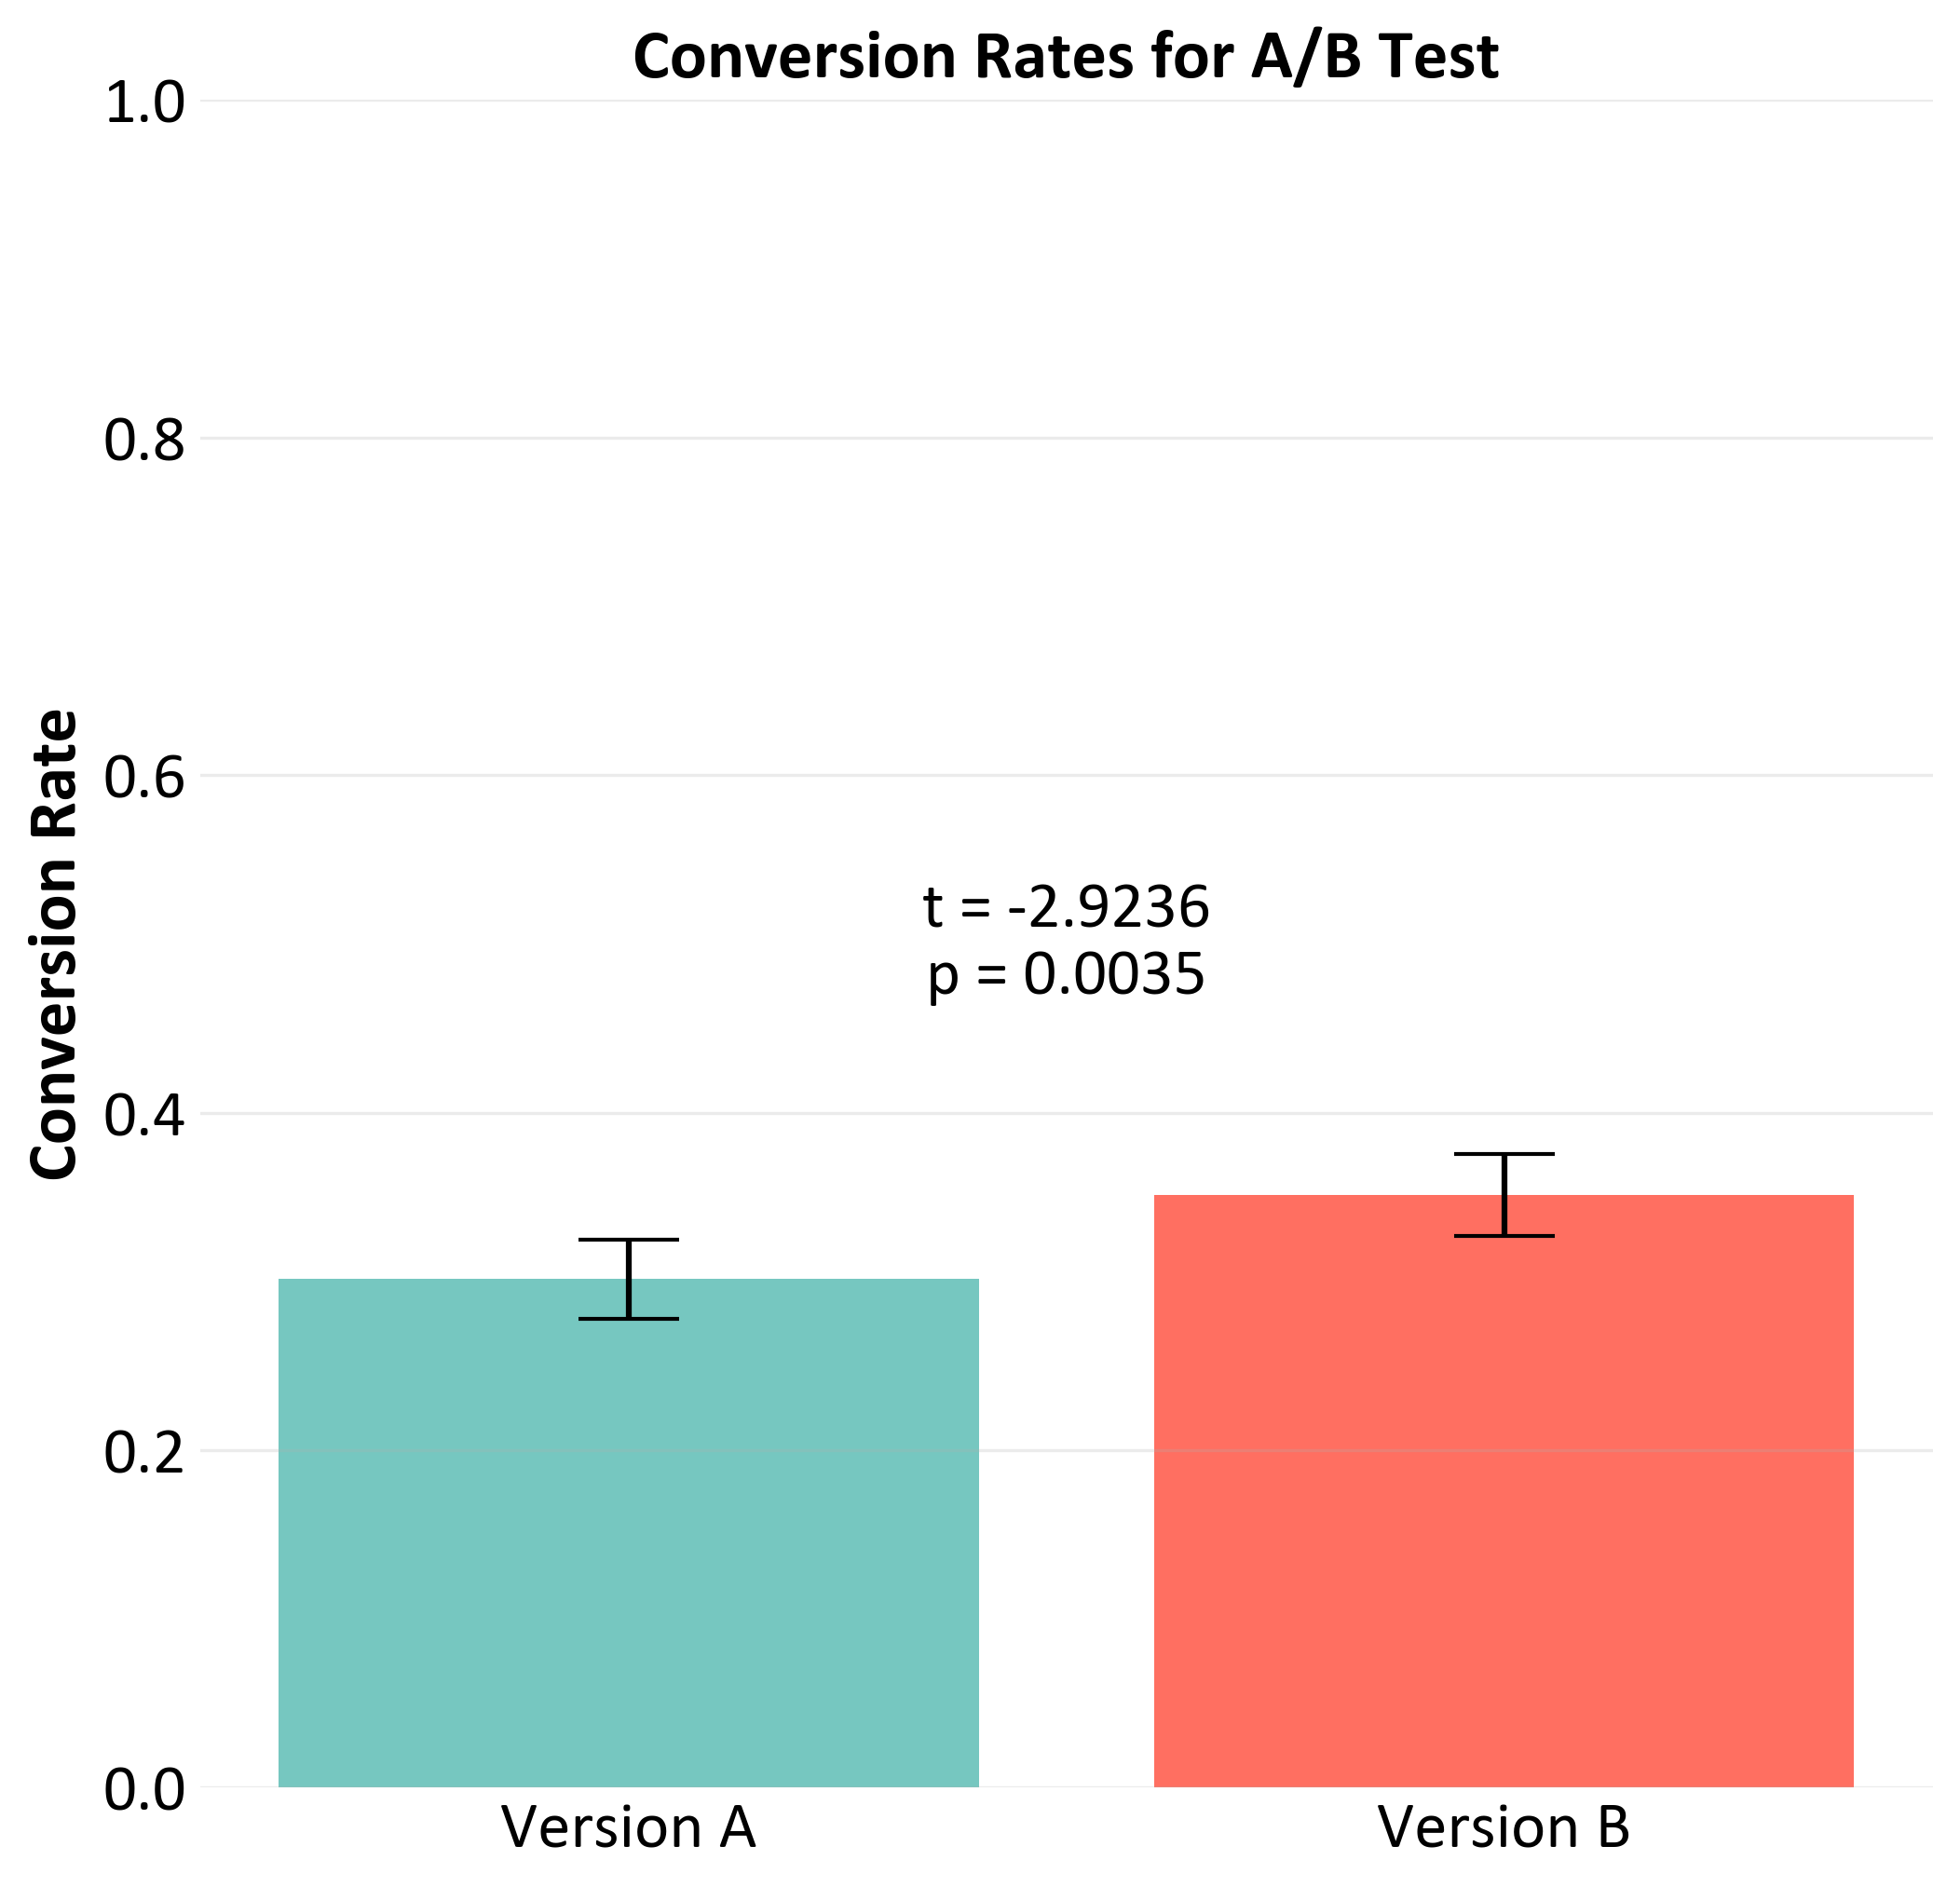 Conversion Rates for A/B Test
1.0
0.8
0.6
0.4
0.2
0.0
Conversion Rate
t = -2.9236
p = 0.0035
Version A
Version B